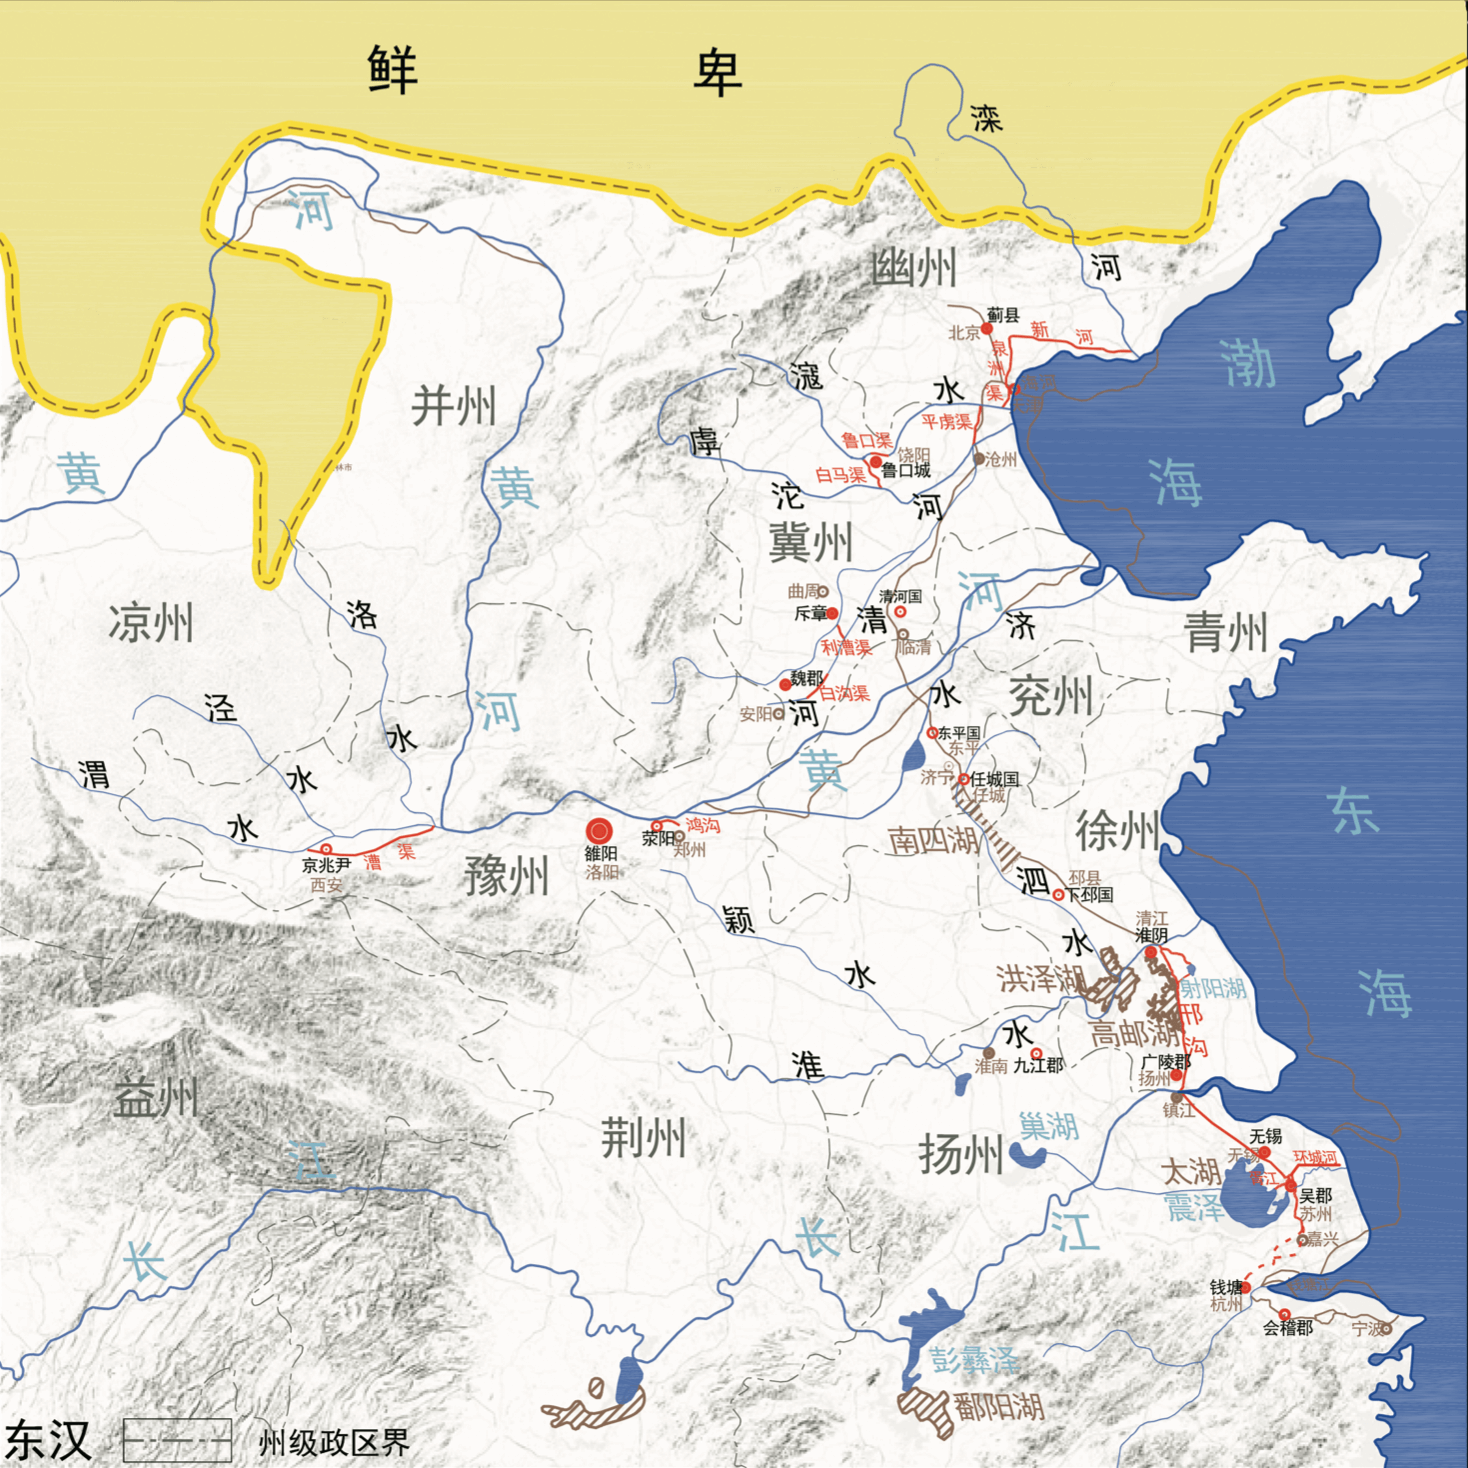 鲜 卑
滦
河
河
幽州
蓟县
北京
新 河
泉
洲
渠
渤
海
并州
滱
水
平虏渠
虖
鲁口渠
饶阳
鲁口城
白马渠
沧州
沱
河
黄
黄
冀州
凉州
洛
曲周
斥章
清河国
清
河
济
临清
利漕渠
青州
泾
河
魏郡
白沟渠
安阳
河
水
兖州
水
东平国
东平
渭
水
黄
济宁
任城国
任城
水
雒阳
洛阳
荥阳
鸿沟
郑州
南四湖
徐州
东
京兆尹
西安
漕 渠
豫州
泗
邳县
下邳国
颍
清江
淮阴
水
水
洪泽湖
射阳湖
海
邗
沟
高邮湖
水
淮
淮南
九江郡
广陵郡
扬州
镇江
益州
荆州
扬州
巢湖
无锡
无锡
环城河
江
太湖
震泽
吴郡
苏州
长
长
江
嘉兴
钱塘
杭州
会稽郡
宁波
彭蠡泽
鄱阳湖
东汉
州级政区界